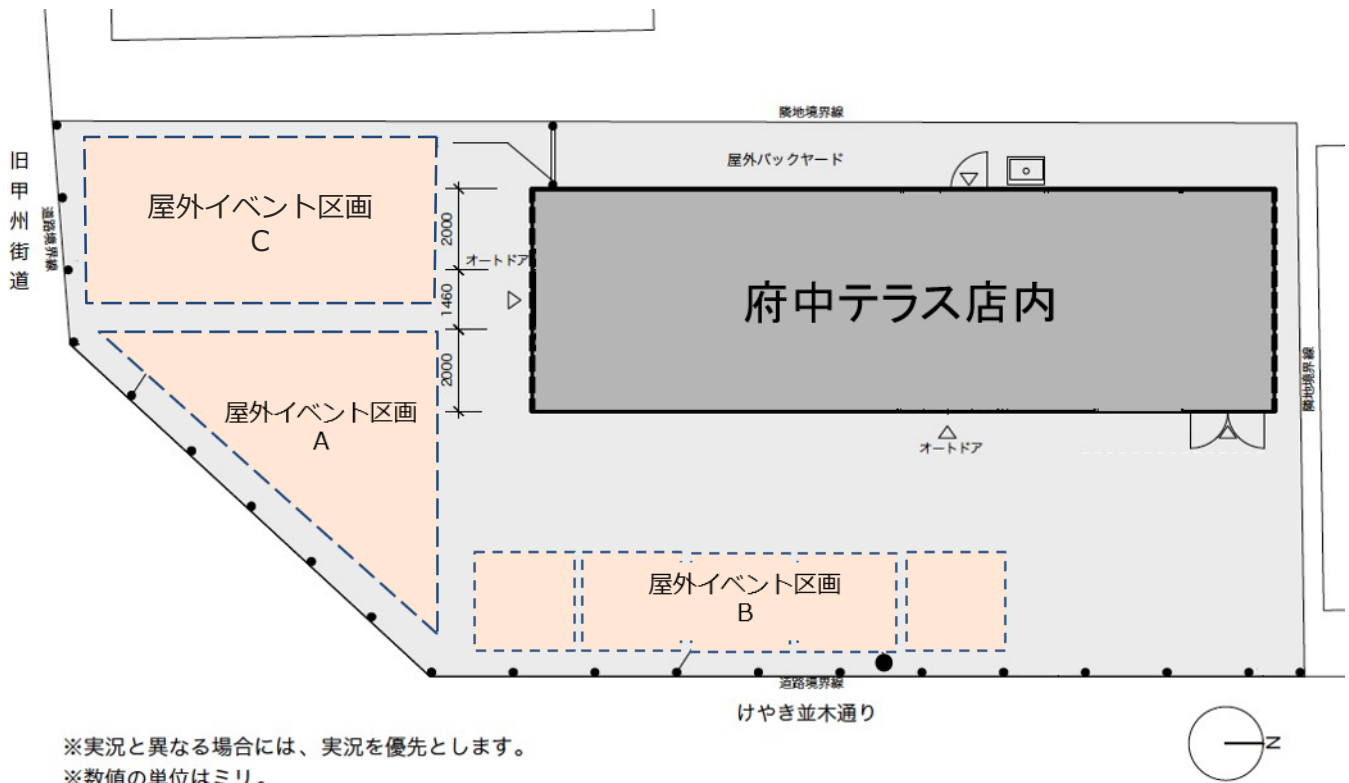 隣地境界線
屋外バックヤード
旧甲州街道
道路境界線
屋外イベント区画
C
2000
オートドア
1460
府中テラス店内
2000
隣地境界線
屋外イベント区画
A
オートドア
屋外イベント区画
B
道路境界線
けやき並木通り
N
※実況と異なる場合には、実況を優先とします。
※数値の単位はミリ。